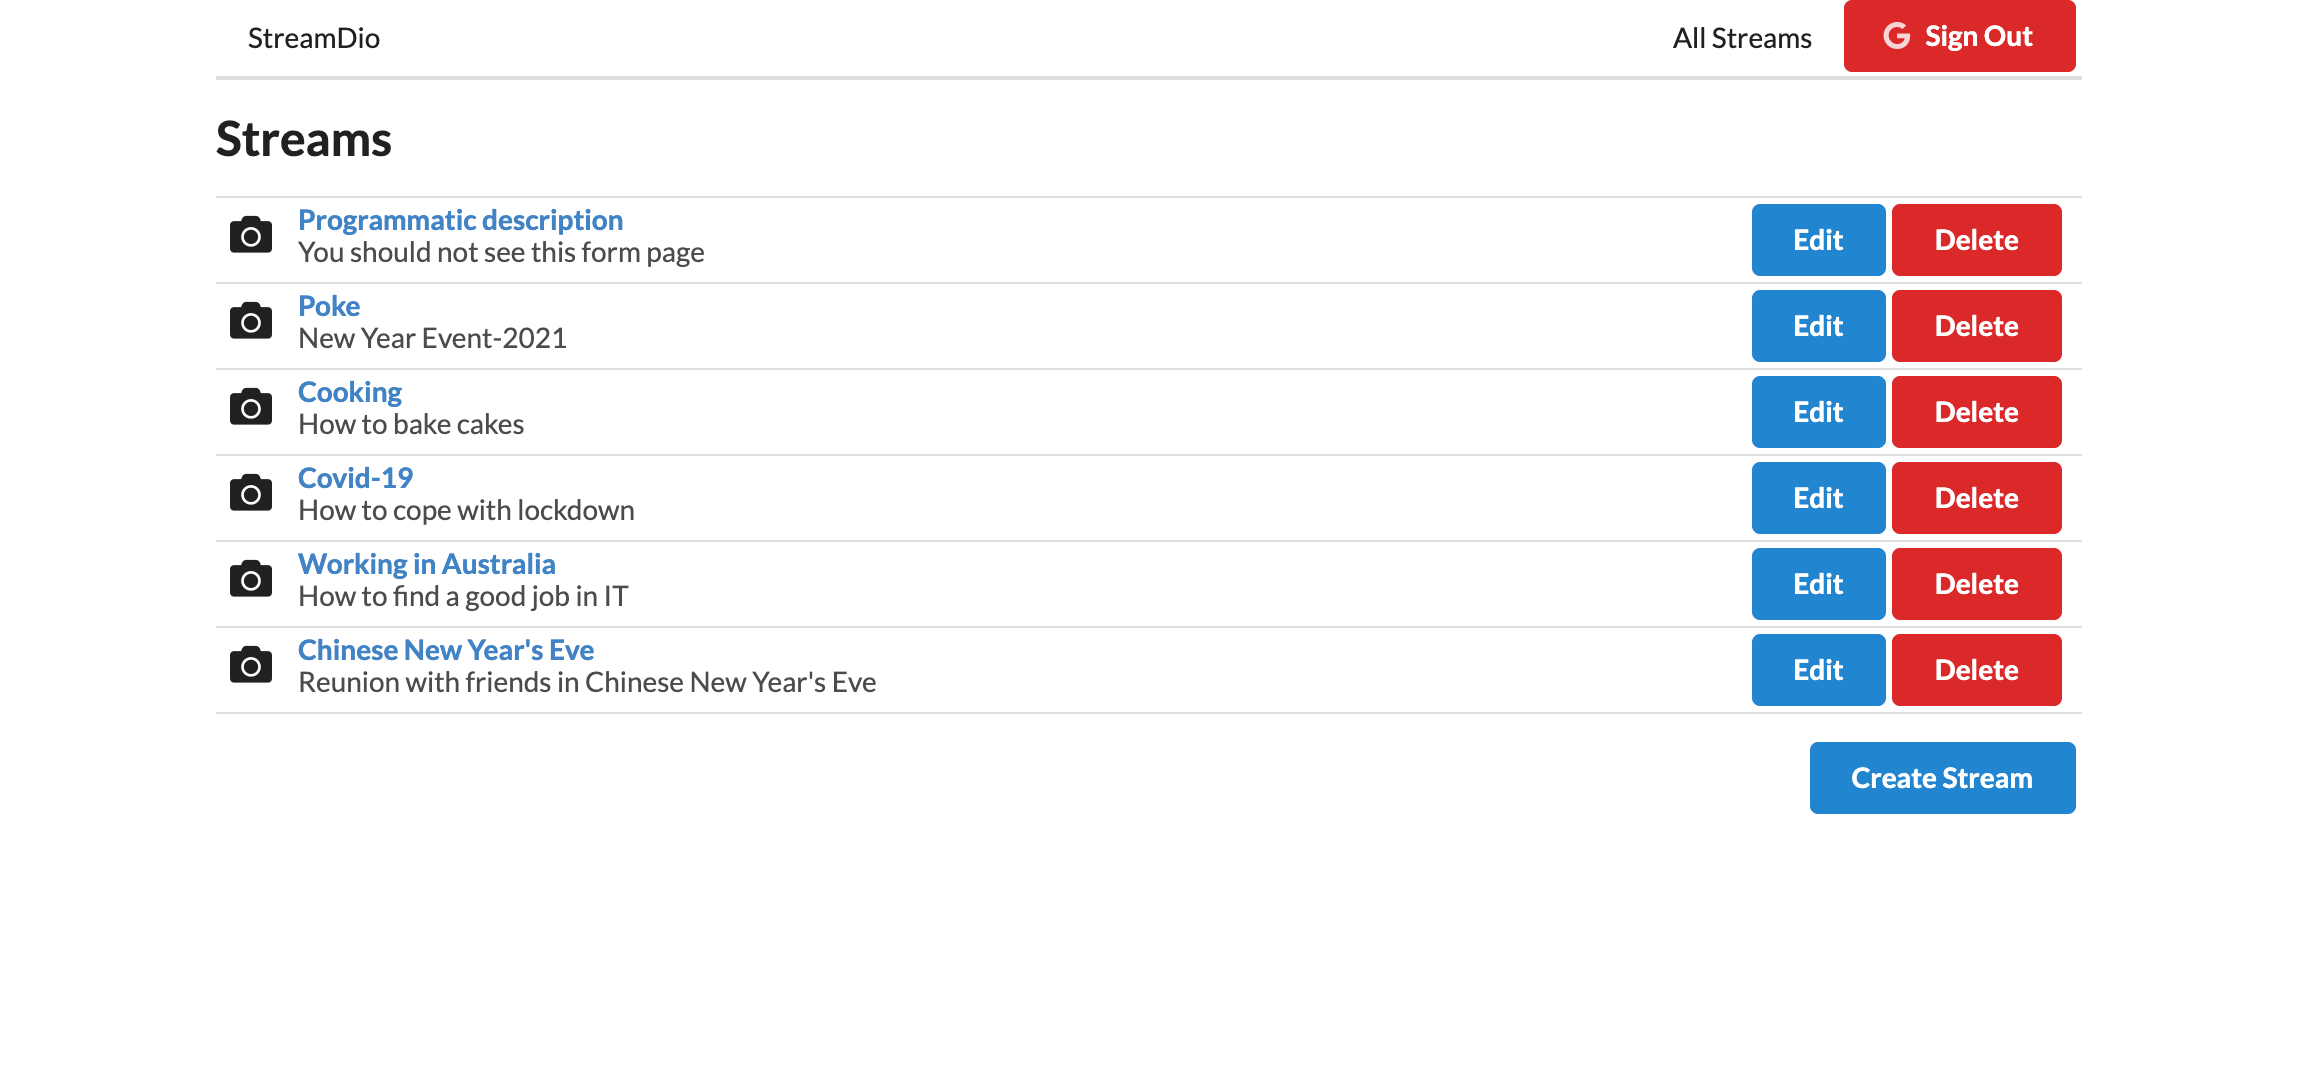 StreamDio All Streams Sign Out
Streams
Programmatic description
You should not see this form page
Edit Delete
Poke
New Year Event-2021
Edit Delete
Cooking
How to bake cakes
Edit Delete
Covid-19
How to cope with lockdown
Edit Delete
Working in Australia
How to find a good job in IT
Edit Delete
Chinese New Year's Eve
Reunion with friends in Chinese New Year's Eve
Edit Delete
Create Stream